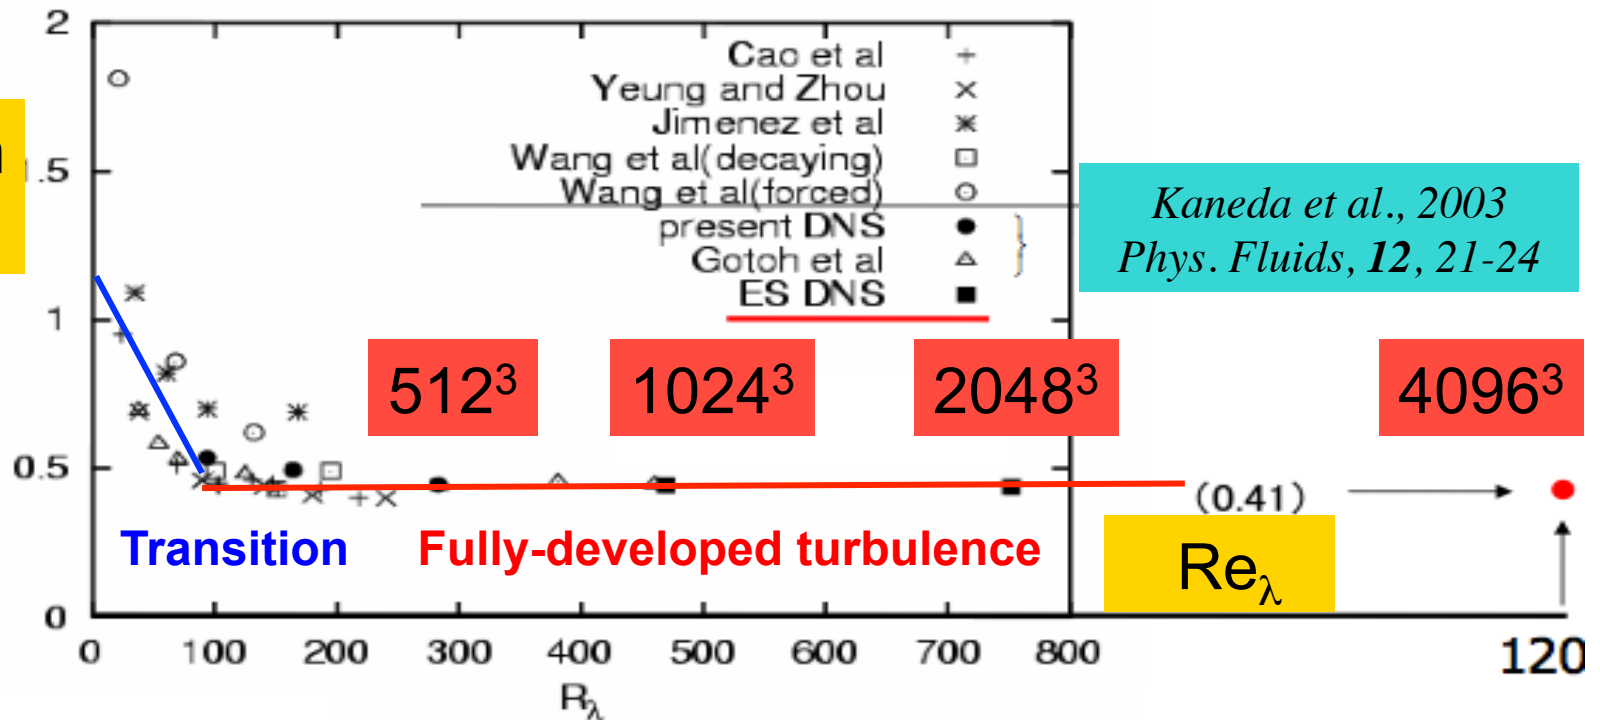 2
Cao et al
Yeung and Zhou
Jimenez et al
Wang et al(decaying)
Wang et al(forced)
present DNS
Gotoh et al
ES DNS
n
1.5
Kaneda et al., 2003
Phys. Fluids, 12, 21-24
1
512³ 1024³ 2048³ 4096³
0.5
(0.41)
Transition Fully-developed turbulence
Reλ
0
0 100 200 300 400 500 600 700 800 120
Rλ